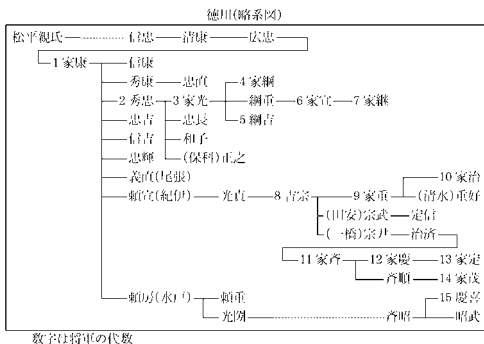 徳川(略系図)
松平親氏 信忠 清康 広忠
1家康 信康
秀康 忠直 4家綱
2秀忠 3家光 綱重 6家宣 7家継
忠吉 忠長 5綱吉
信吉 和子
忠輝 (保科)正之
義直(尾張) 10家治
頼宣(紀伊) 光貞 8吉宗 9家重 (清水)重好
(田安)宗武 定信
(一橋)宗尹 治済
11家斉 12家慶 13家定
斉順 14家茂
頼房(水戸) 頼重 15慶喜
光圀 斉昭 昭武
数字は将軍の代数